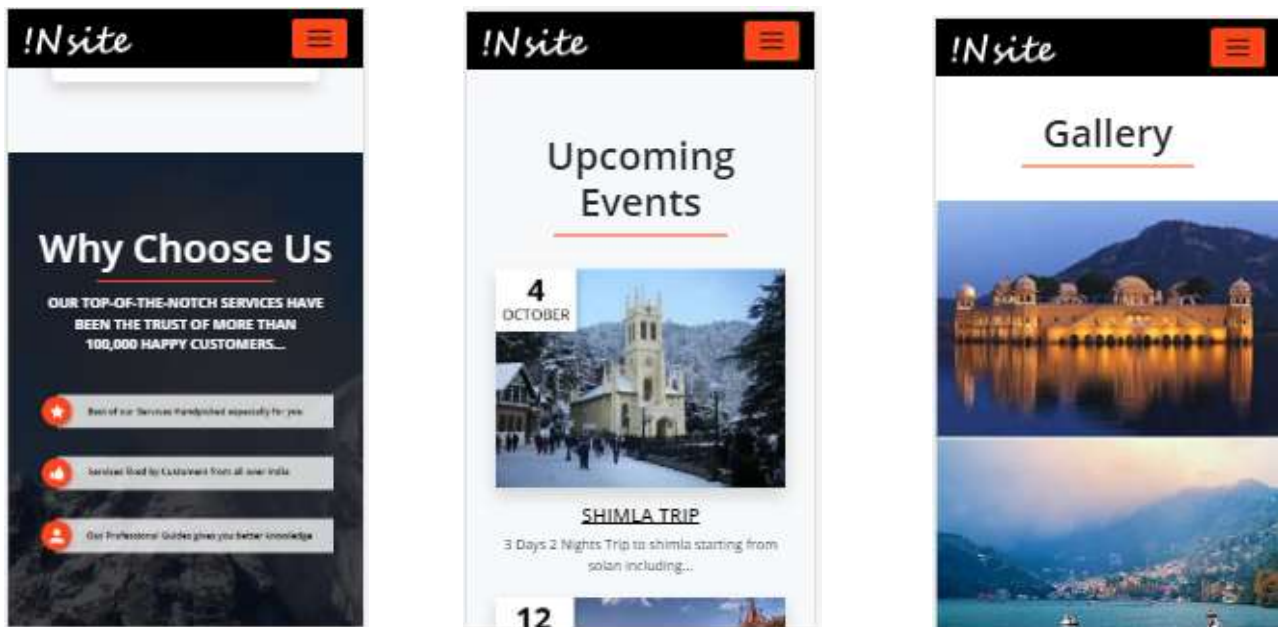 !Nsite
Why Choose Us
OUR TOP-OF-THE-NOTCH SERVICES HAVE
BEEN THE TRUST OF MORE THAN
100,000 HAPPY CUSTOMERS...
Best of our Services Handpicked especially for you
Services liked by Customers from all over India
Our Professional Guides gives you better knowledge
!Nsite
Upcoming
Events
4
OCTOBER
SHIMLA TRIP
3 Days 2 Nights Trip to shimla starting from
solan including...
12
!Nsite
Gallery